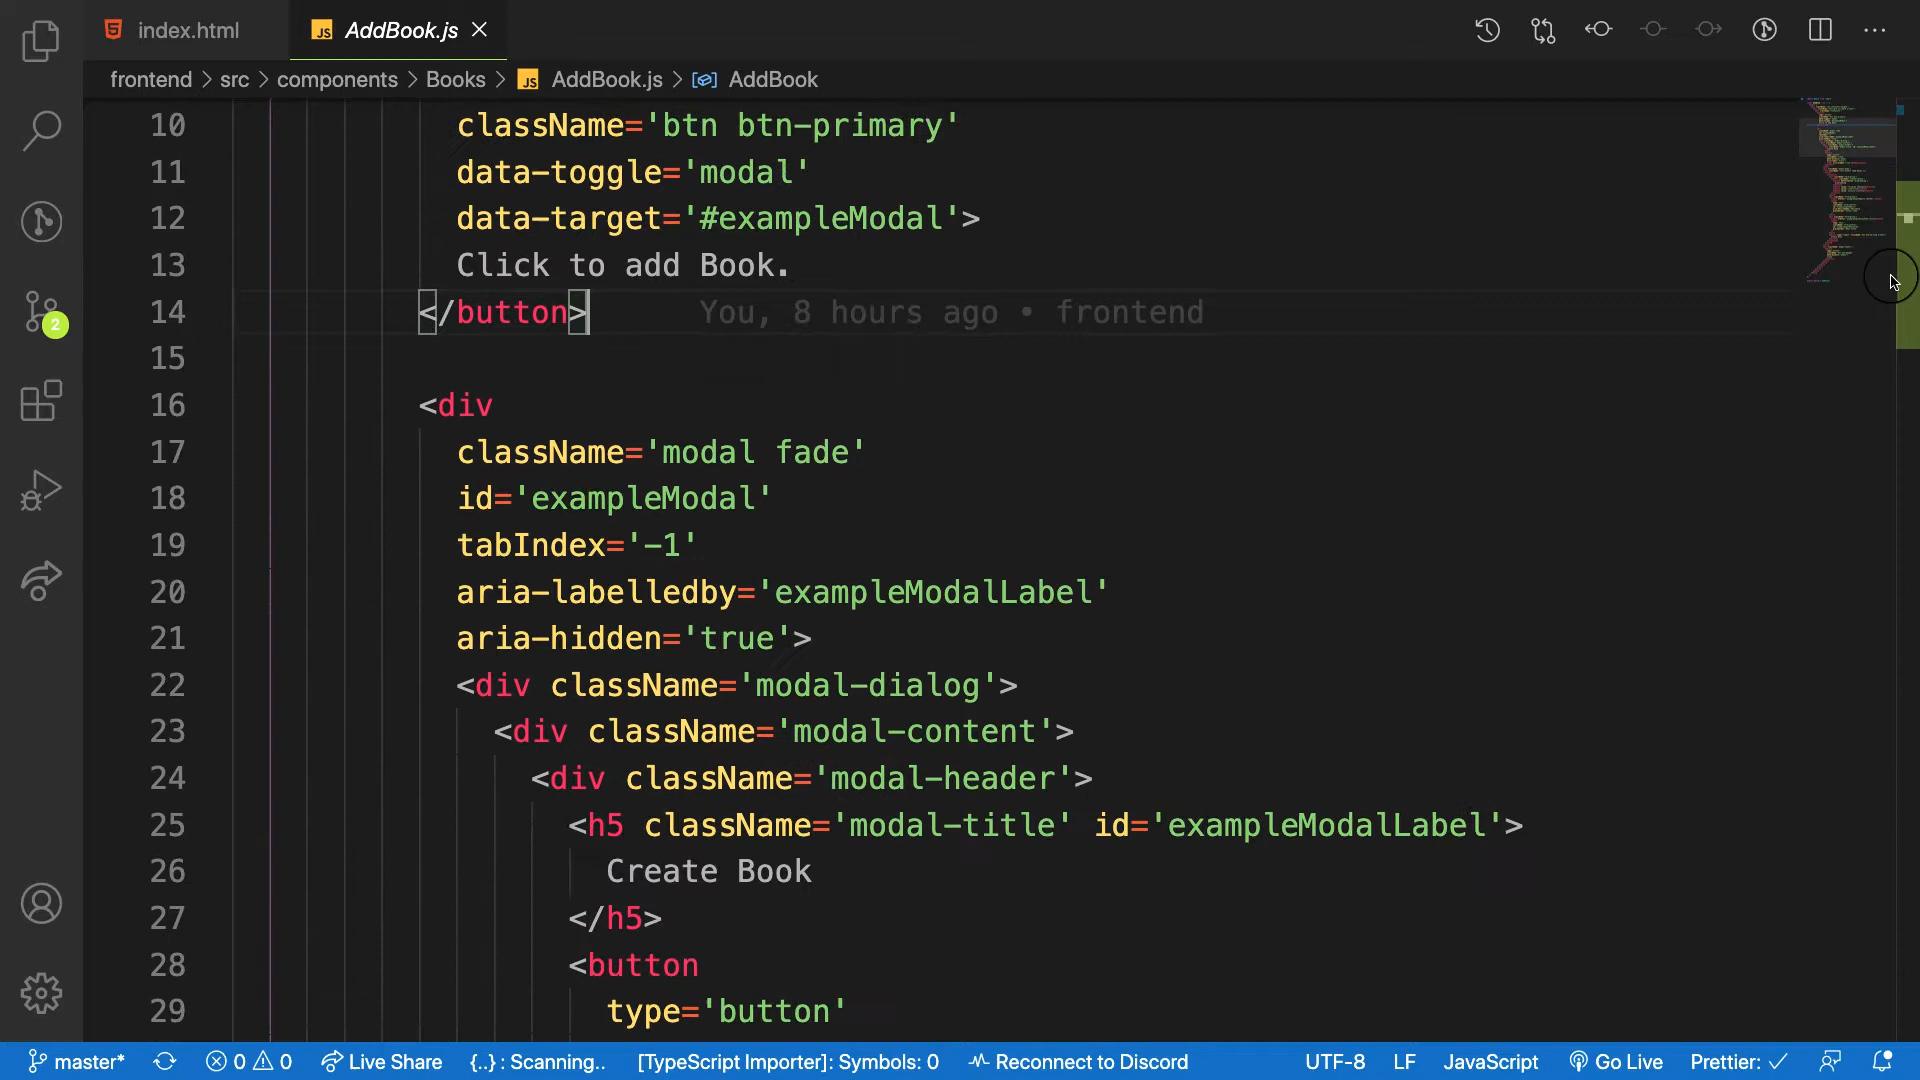 index.html
JS AddBook.js
frontend > src > components > Books > JS AddBook.js > AddBook
10 className='btn btn-primary'
11 data-toggle='modal'
12 data-target='#exampleModal'>
13 Click to add Book.
14 </button> You, 8 hours ago • frontend
15
16 <div
17 className='modal fade'
18 id='exampleModal'
19 tabIndex='-1'
20 aria-labelledby='exampleModalLabel'
21 aria-hidden='true'>
22 <div className='modal-dialog'>
23 <div className='modal-content'>
24 <div className='modal-header'>
25 <h5 className='modal-title' id='exampleModalLabel'>
26 Create Book
27 </h5>
28 <button
29 type='button'
2
master* 0 0 Live Share {..} : Scanning.. [TypeScript Importer]: Symbols: 0 Reconnect to Discord UTF-8 LF JavaScript Go Live Prettier: ✓